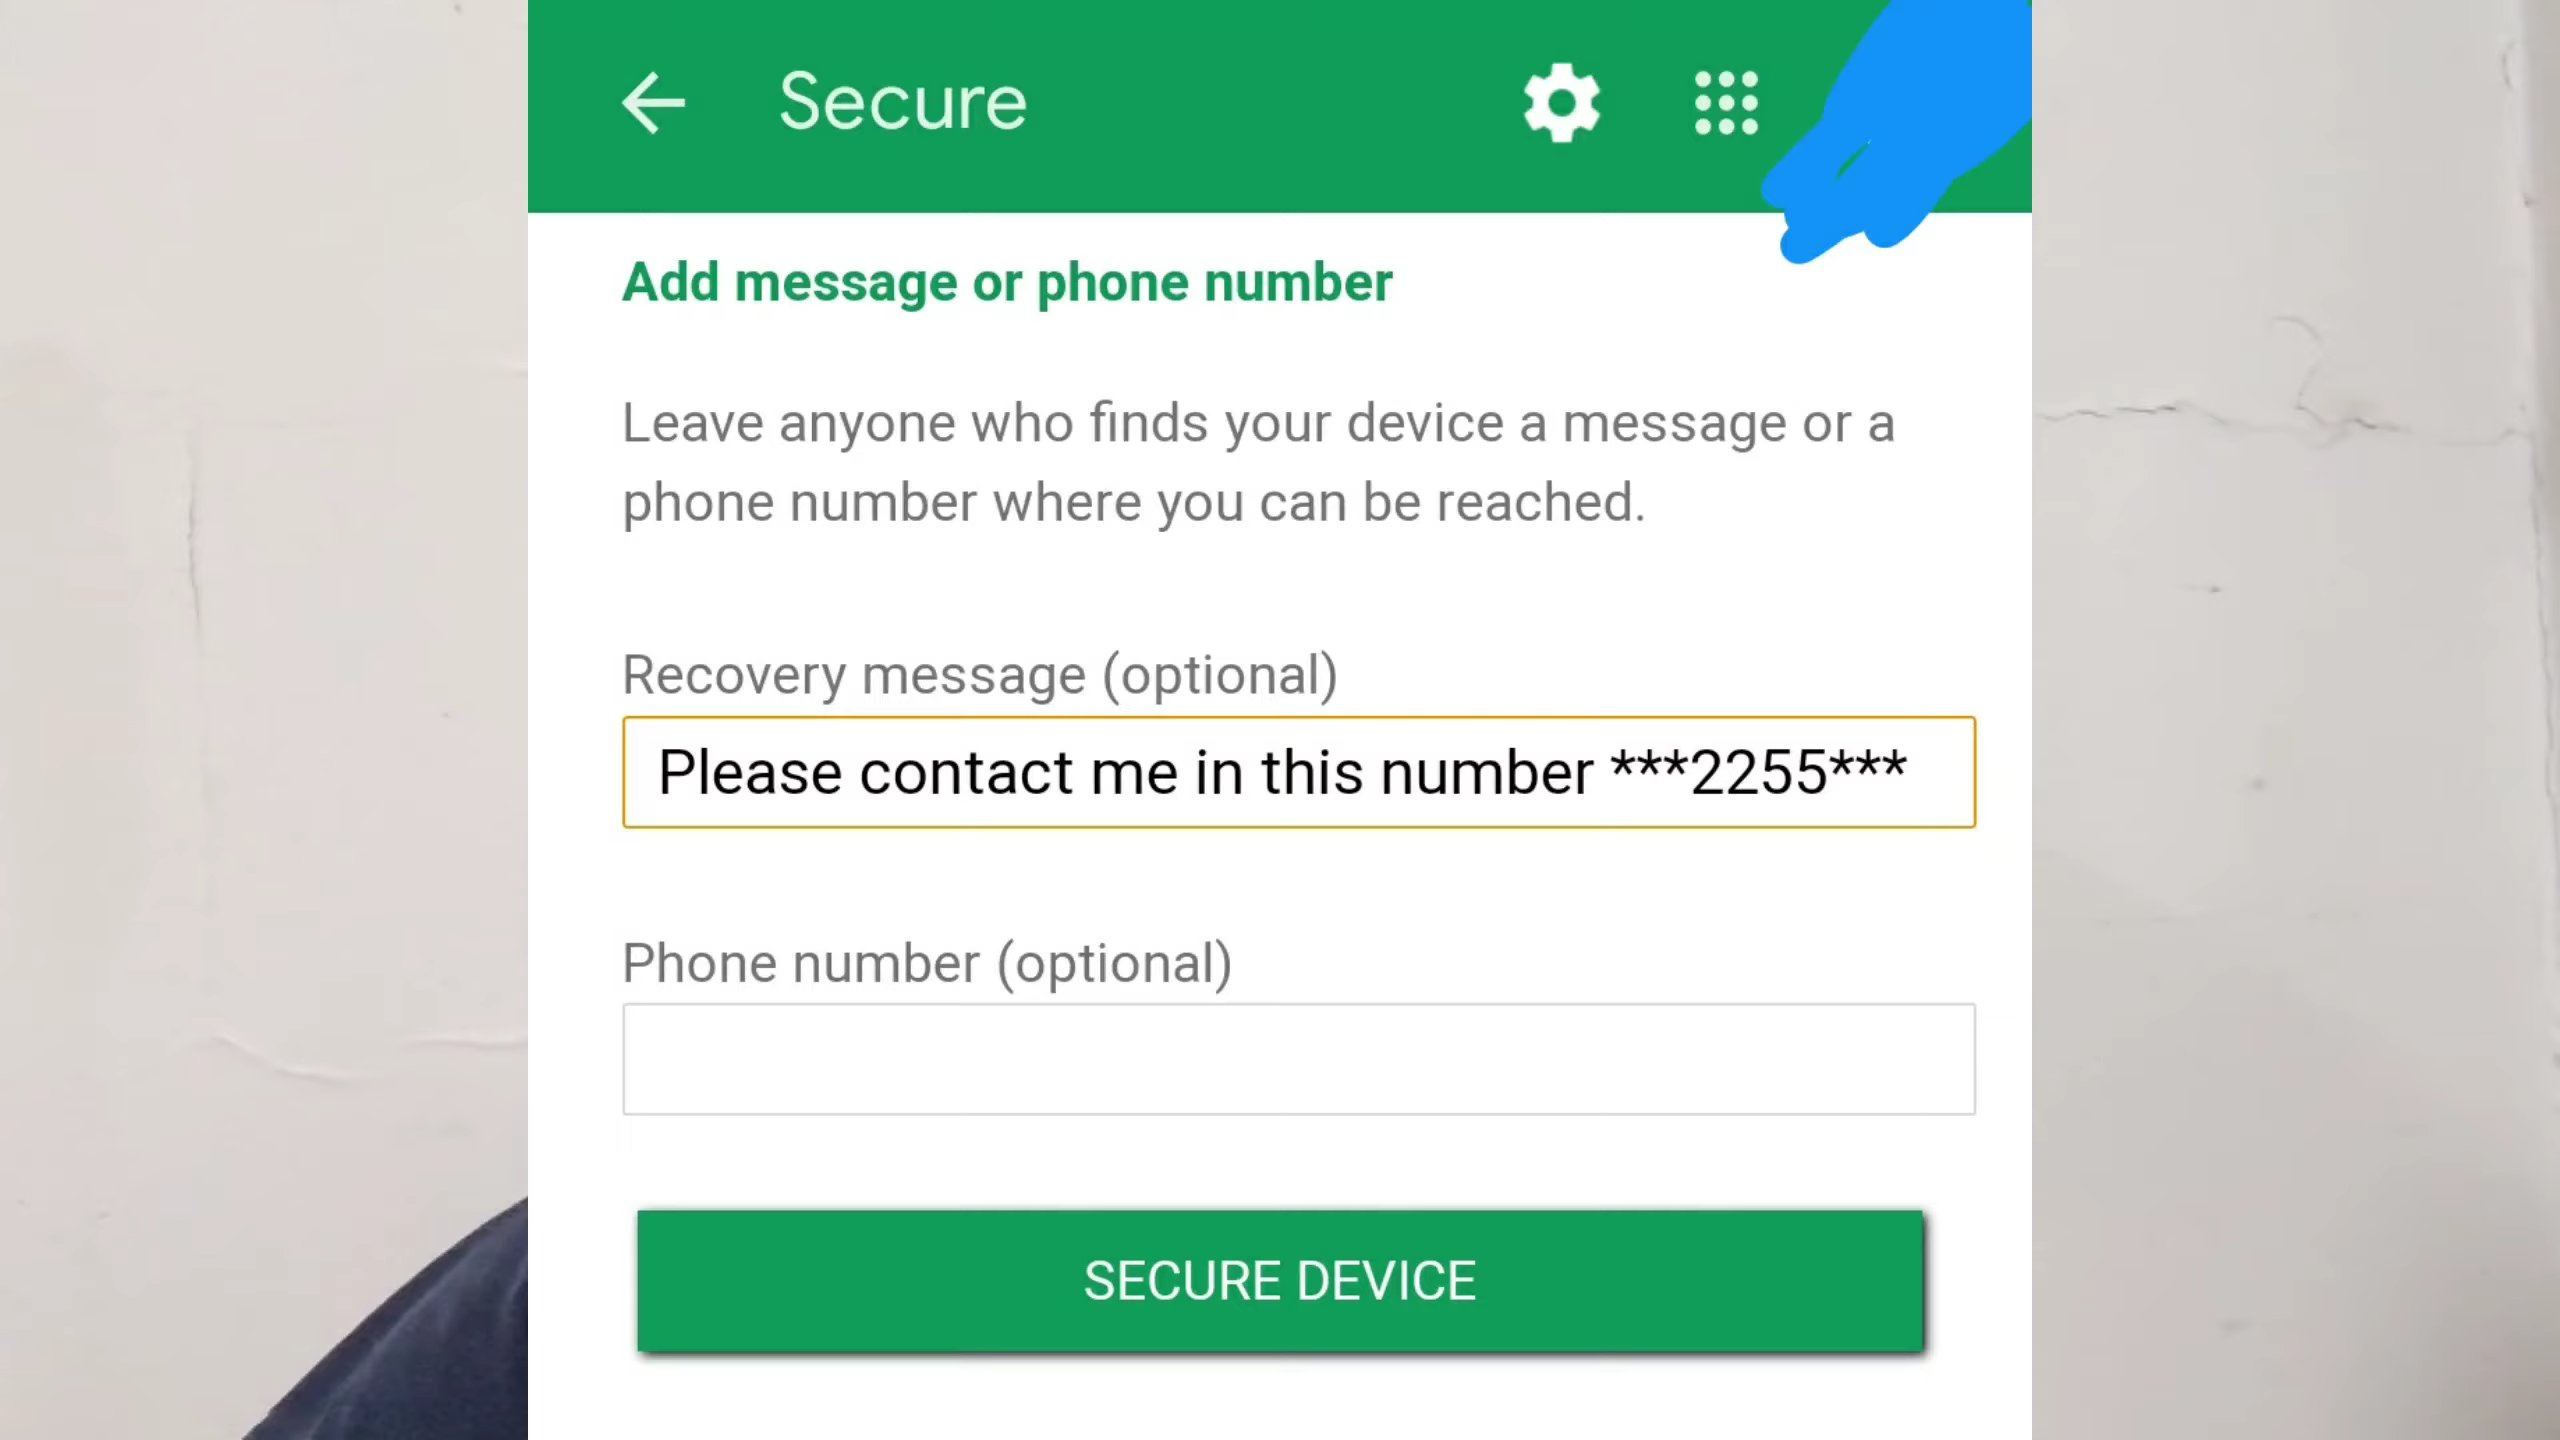 Secure
Add message or phone number
Leave anyone who finds your device a message or a
phone number where you can be reached.
Recovery message (optional)
Please contact me in this number ***2255***
Phone number (optional)
SECURE DEVICE